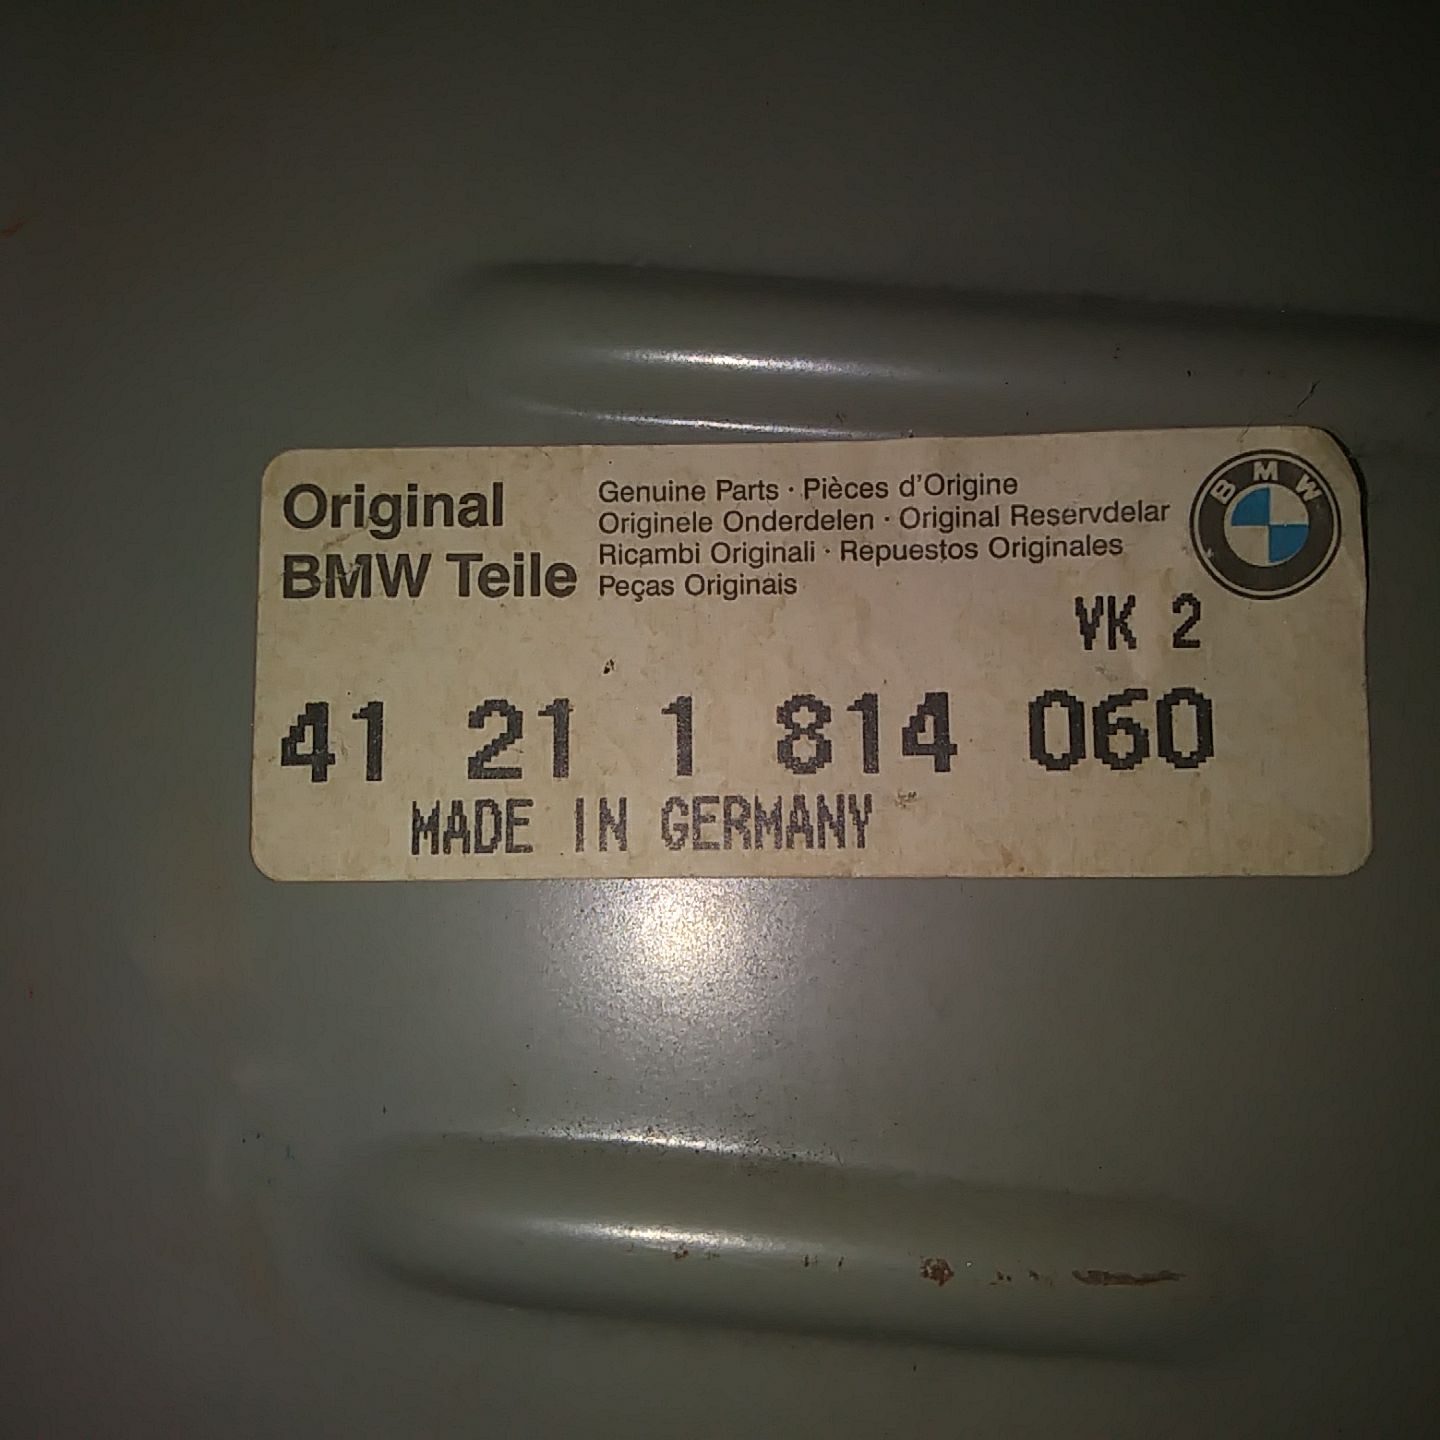 Original
BMW Teile
Genuine Parts · Pièces d'Origine
Originele Onderdelen · Original Reservdelar
Ricambi Originali · Repuestos Originales
Peças Originais
BMW
VK 2
41 21 1 814 060
MADE IN GERMANY